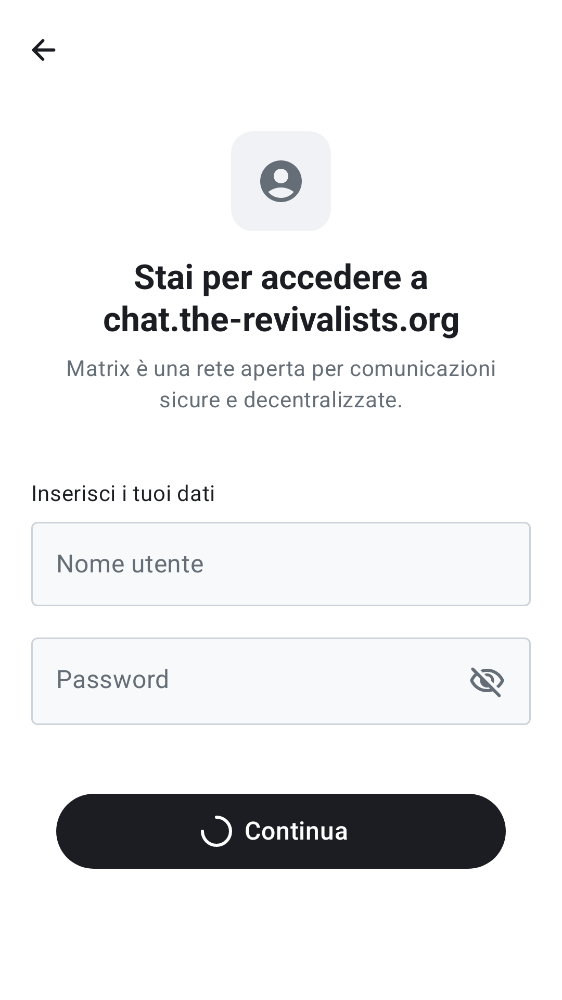 Stai per accedere a
chat.the-revivalists.org
Matrix è una rete aperta per comunicazioni
sicure e decentralizzate.
Inserisci i tuoi dati
Nome utente
Password
Continua